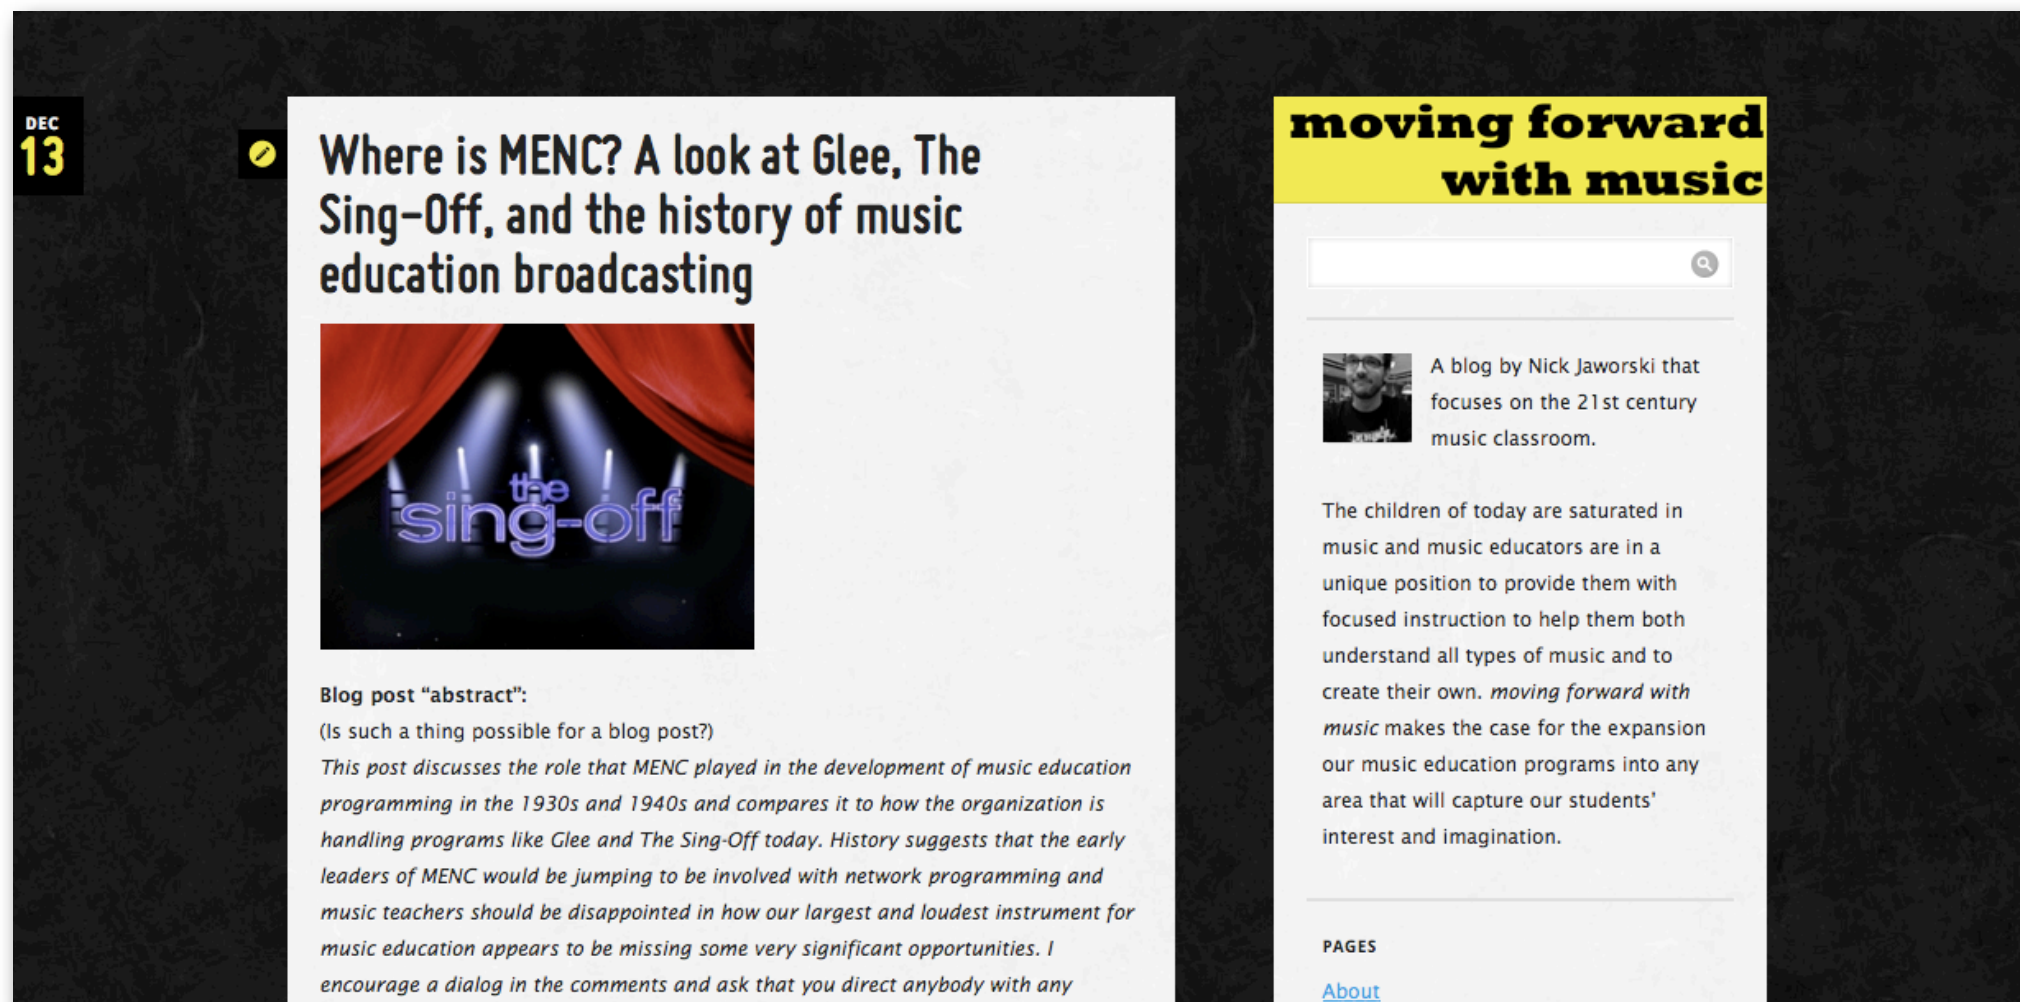 DEC
13
Where is MENC? A look at Glee, The
Sing-Off, and the history of music
education broadcasting
the
sing-off
Blog post “abstract”:
(Is such a thing possible for a blog post?)
This post discusses the role that MENC played in the development of music education
programming in the 1930s and 1940s and compares it to how the organization is
handling programs like Glee and The Sing-Off today. History suggests that the early
leaders of MENC would be jumping to be involved with network programming and
music teachers should be disappointed in how our largest and loudest instrument for
music education appears to be missing some very significant opportunities. I
encourage a dialog in the comments and ask that you direct anybody with any
moving forward
with music
A blog by Nick Jaworski that
focuses on the 21st century
music classroom.
The children of today are saturated in
music and music educators are in a
unique position to provide them with
focused instruction to help them both
understand all types of music and to
create their own. moving forward with
music makes the case for the expansion
our music education programs into any
area that will capture our students’
interest and imagination.
PAGES
About